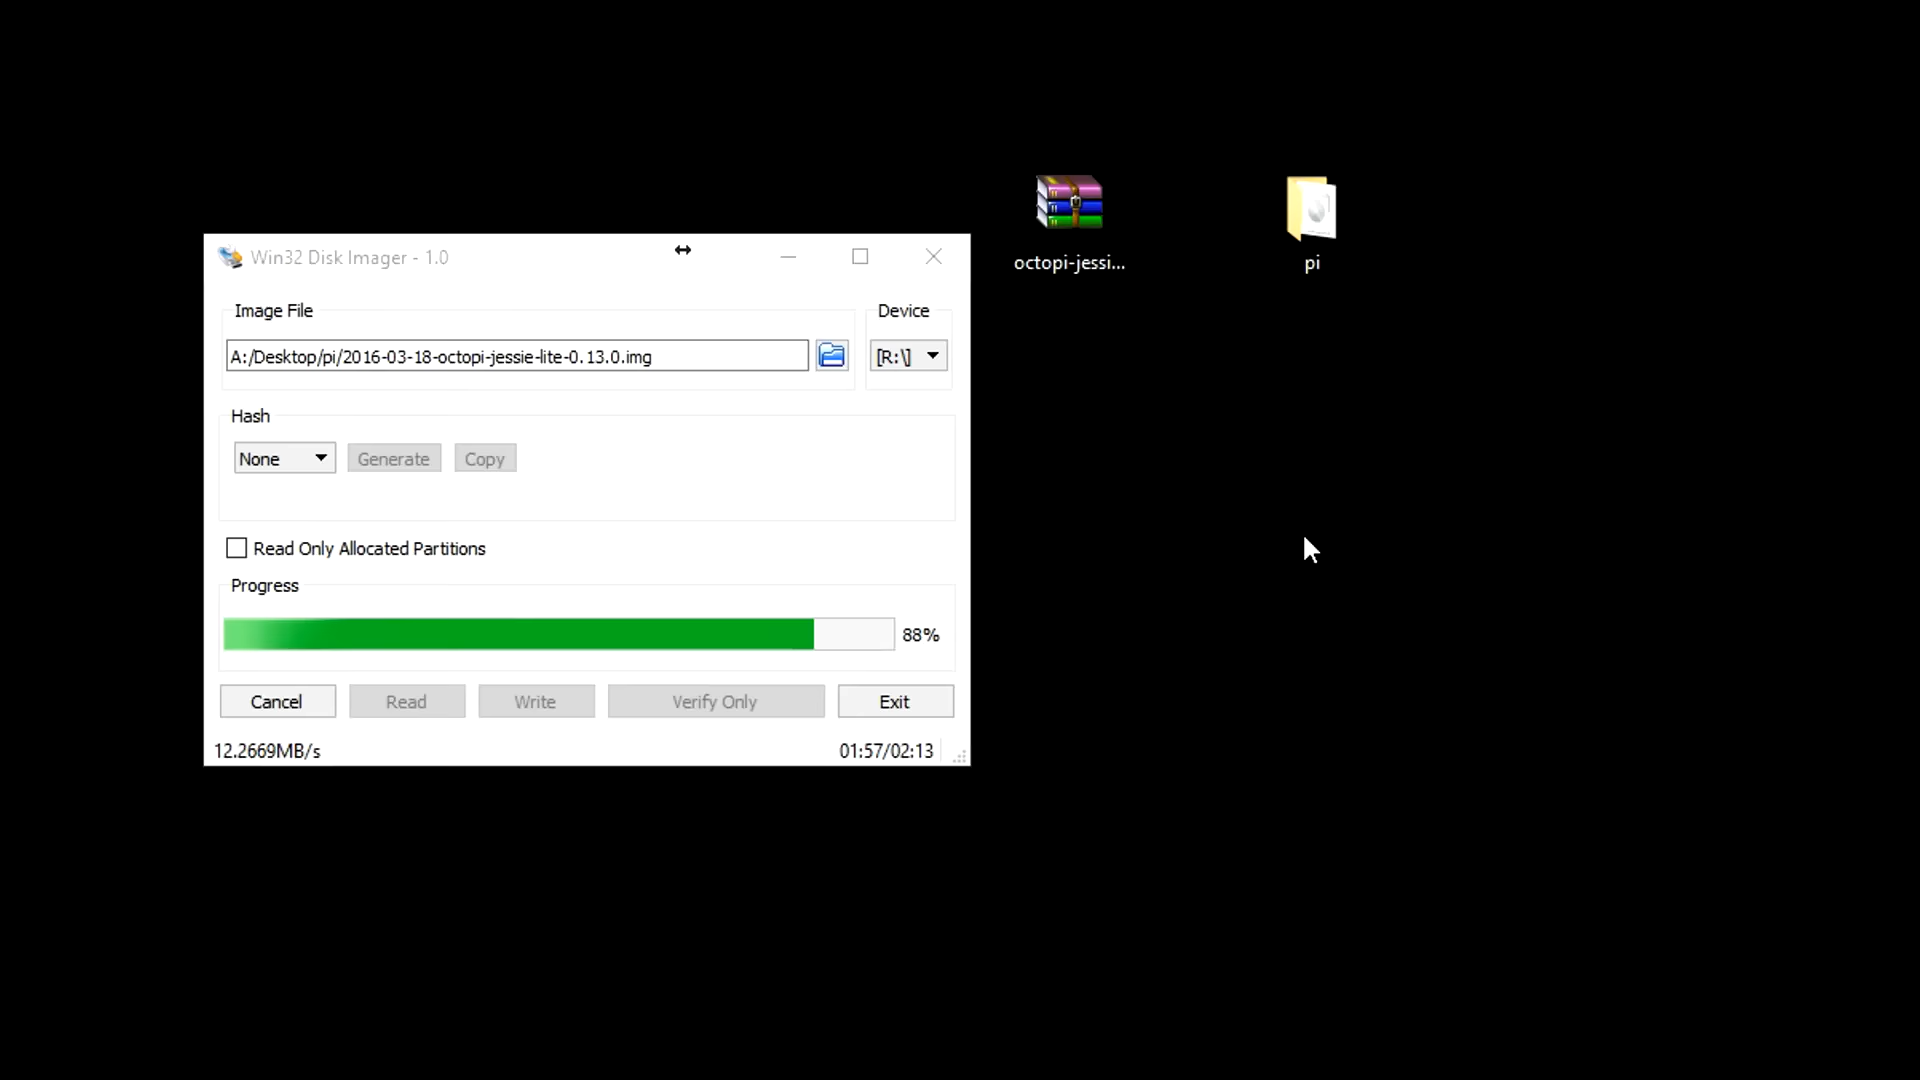 Win32 Disk Imager - 1.0
Image File
Device
A:/Desktop/pi/2016-03-18-octopi-jessie-lite-0.13.0.img
[R:\]
Hash
None
Generate
Copy
Read Only Allocated Partitions
Progress
88%
Cancel
Read
Write
Verify Only
Exit
12.2669MB/s
01:57/02:13
octopi-jessi...
pi